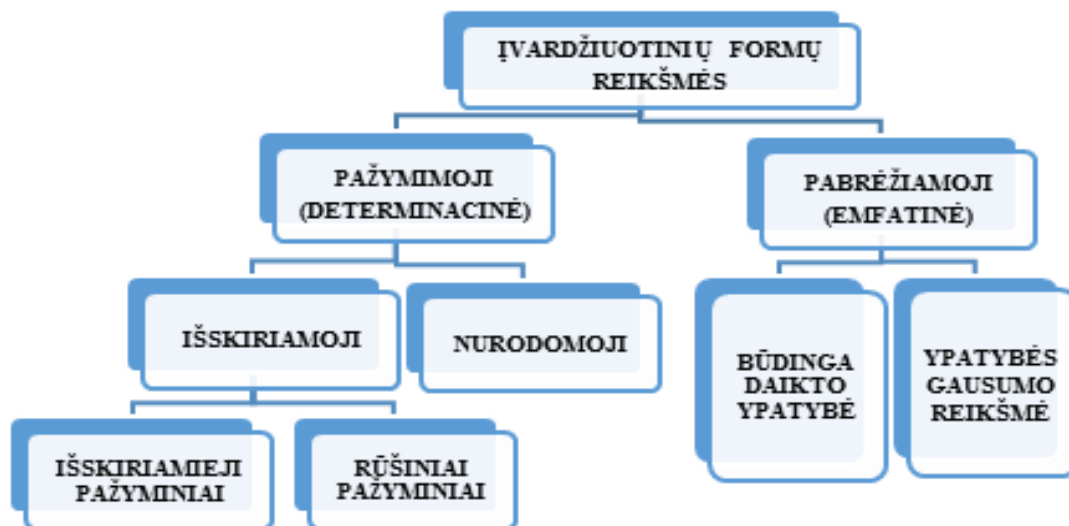 ĮVARDŽIUOTINIŲ FORMŲ
REIKŠMĖS
PAŽYMIMOJI
(DETERMINACINĖ)
PABRĖŽIAMOJI
(EMFATINĖ)
IŠSKIRIAMOJI
NURODOMOJI
BŪDINGA
DAIKTO
YPATYBĖ
YPATYBĖS
GAUSUMO
REIKŠMĖ
IŠSKIRIAMIEJI
PAŽYMINIAI
RŪŠINIAI
PAŽYMINIAI